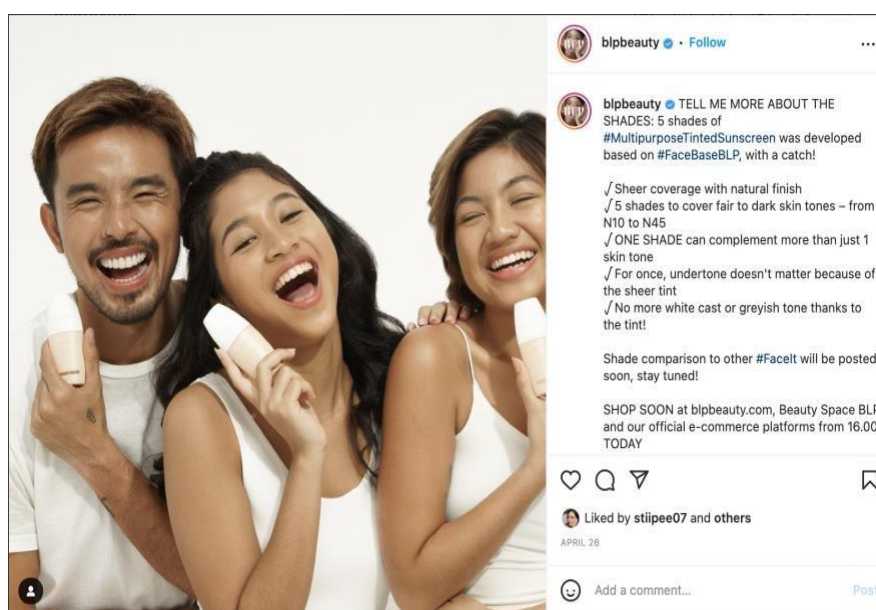 blpbeauty • Follow
blpbeauty TELL ME MORE ABOUT THE
SHADES: 5 shades of
#MultipurposeTintedSunscreen was developed
based on #FaceBaseBLP, with a catch!
√ Sheer coverage with natural finish
√ 5 shades to cover fair to dark skin tones – from
N10 to N45
√ ONE SHADE can complement more than just 1
skin tone
√ For once, undertone doesn't matter because of
the sheer tint
√ No more white cast or greyish tone thanks to
the tint!
Shade comparison to other #FaceIt will be posted
soon, stay tuned!
SHOP SOON at blpbeauty.com, Beauty Space BLP
and our official e-commerce platforms from 16.00
TODAY
Liked by stiipee07 and others
APRIL 26
Add a comment...
Post